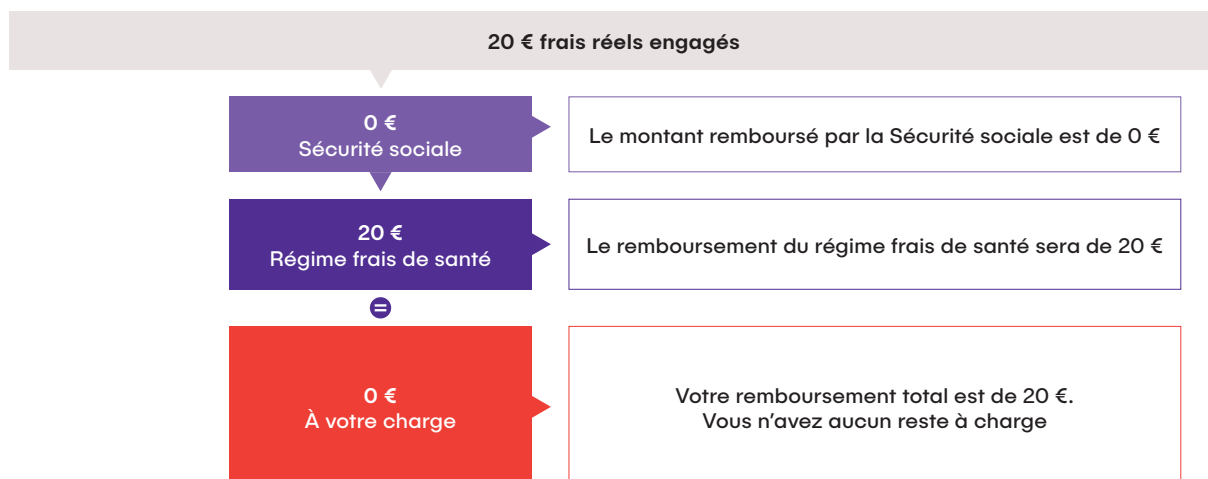 20 € frais réels engagés
0 €
Sécurité sociale
Le montant remboursé par la Sécurité sociale est de 0 €
20 €
Régime frais de santé
Le remboursement du régime frais de santé sera de 20 €
=
0 €
À votre charge
Votre remboursement total est de 20 €.
Vous n’avez aucun reste à charge